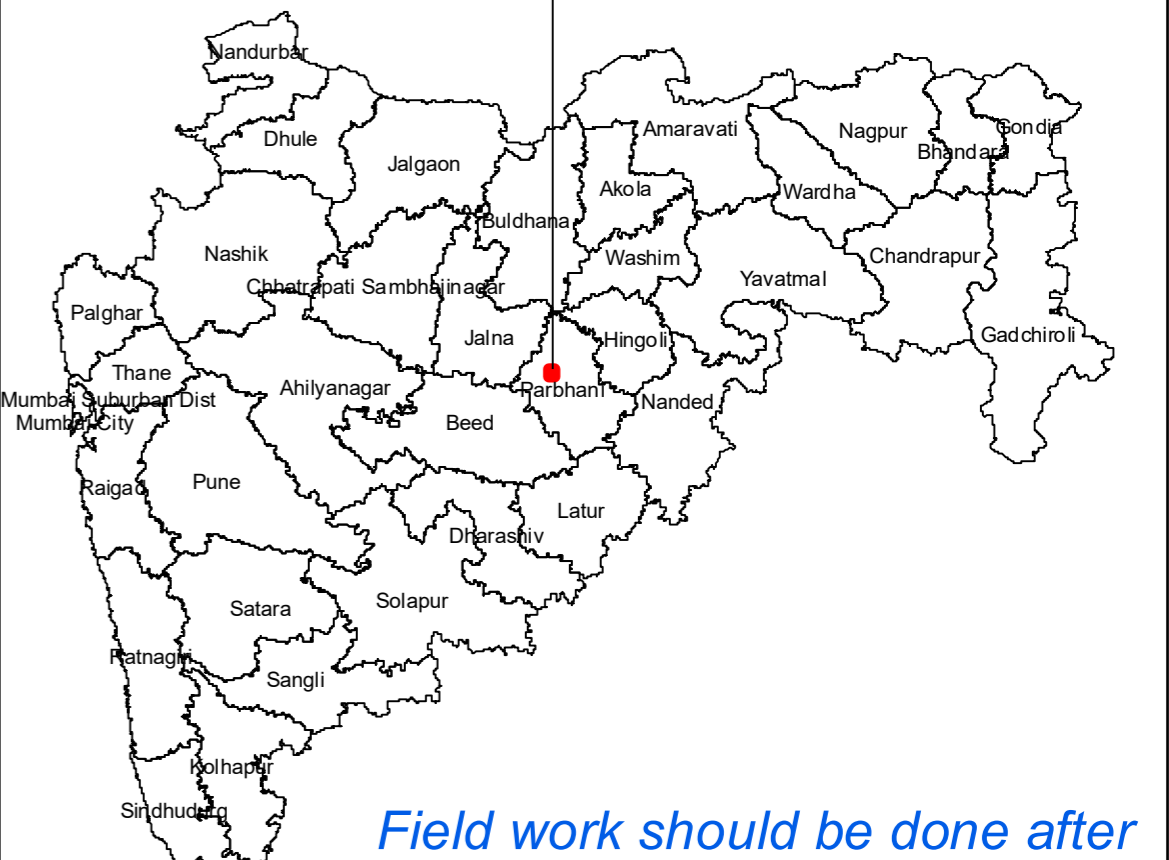 Nandurbar
Dhule
Jalgaon
Amaravati
Nagpur
Gondia
Bhandara
Akola
Wardha
Buldhana
Nashik
Washim
Chandrapur
Chhatrapati Sambhajinagar
Yavatmal
Palghar
Jalna
Hingoli
Gadchiroli
Thane
Ahilyanagar
Parbhani
Mumbai Suburban Dist
Nanded
Mumbai City
Beed
Raigad
Pune
Latur
Dharashiv
Satara
Solapur
Ratnagiri
Sangli
Kolhapur
Sindhudurg
Field work should be done after